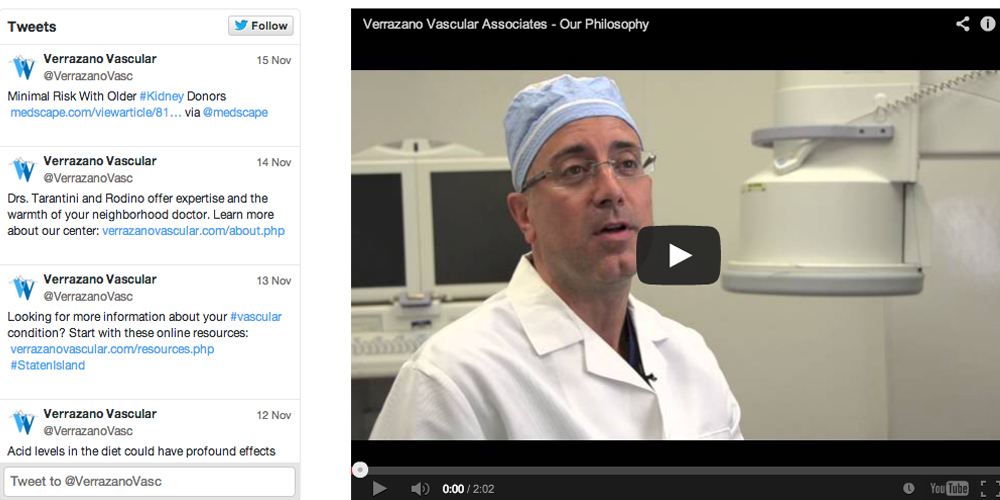 Tweets
Follow
Verrazano Vascular
15 Nov
@VerrazanoVasc
Minimal Risk With Older #Kidney Donors
medscape.com/viewarticle/81… via @medscape
Verrazano Vascular
14 Nov
@VerrazanoVasc
Drs. Tarantini and Rodino offer expertise and the
warmth of your neighborhood doctor. Learn more
about our center: verrazanovascular.com/about.php
Verrazano Vascular
13 Nov
@VerrazanoVasc
Looking for more information about your #vascular
condition? Start with these online resources:
verrazanovascular.com/resources.php
#StatenIsland
Verrazano Vascular
12 Nov
@VerrazanoVasc
Acid levels in the diet could have profound effects
Tweet to @VerrazanoVasc
Verrazano Vascular Associates - Our Philosophy
0:00 / 2:02
YouTube